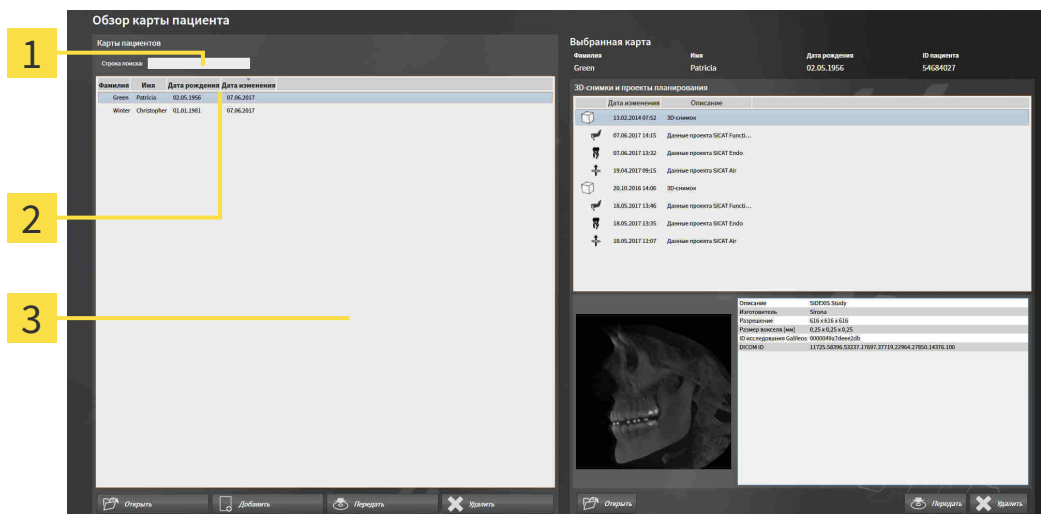 Обзор карты пациента
1
Карты пациентов
Строка поиска:
Фамилия Имя Дата рождения Дата изменения
Green Patricia 02.05.1956 07.06.2017
Winter Christopher 01.01.1981 07.06.2017
2
3
Открыть Добавить Передать Удалить
Выбранная карта
Фамилия Имя Дата рождения ID пациента
Green Patricia 02.05.1956 54684027
3D-снимки и проекты планирования
Дата изменения Описание
13.02.2014 07:52 3D-снимок
07.06.2017 14:15 Данные проекта SICAT Functi...
07.06.2017 13:32 Данные проекта SICAT Endo
19.04.2017 09:15 Данные проекта SICAT Air
20.10.2016 14:06 3D-снимок
18.05.2017 13:46 Данные проекта SICAT Functi...
18.05.2017 13:35 Данные проекта SICAT Endo
18.05.2017 11:07 Данные проекта SICAT Air
Описание SIDEXIS Study
Изготовитель Sirona
Разрешение 616 x 616 x 616
Размер вокселя [мм] 0,25 x 0,25 x 0,25
ID исследования Galileos 0000049a7deee2db
DICOM ID 11725.58396.53237.17697.37719.22964.27850.14376.100
Открыть Передать Удалить